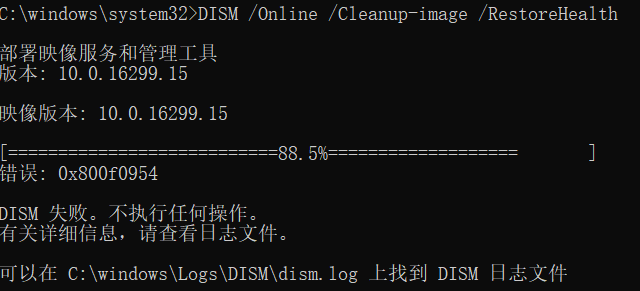 C:\windows\system32>DISM /Online /Cleanup-image /RestoreHealth
部署映像服务和管理工具
版本: 10.0.16299.15
映像版本: 10.0.16299.15
[===========================88.5%===================       ]
错误: 0x800f0954
DISM 失败。不执行任何操作。
有关详细信息，请查看日志文件。
可以在 C:\windows\Logs\DISM\dism.log 上找到 DISM 日志文件